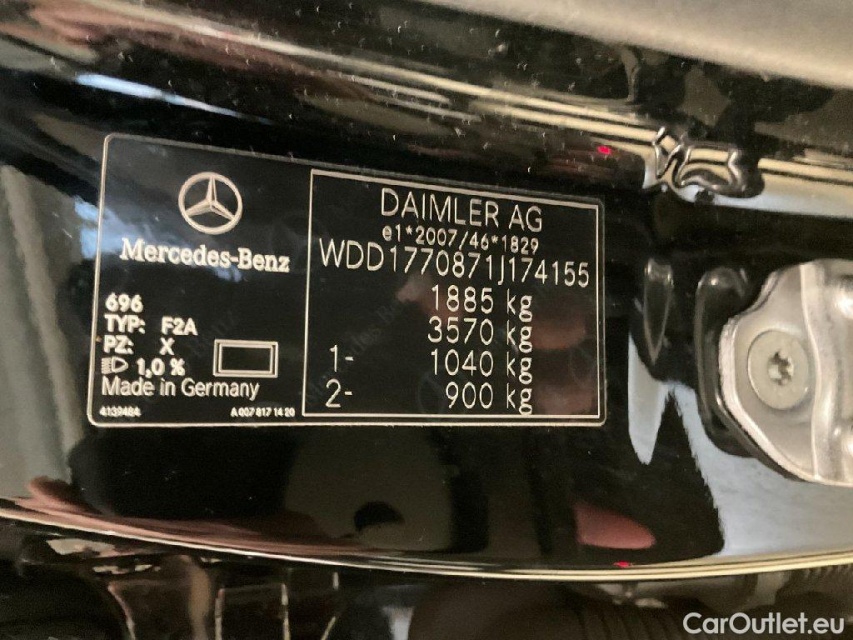 Mercedes-Benz
696
TYP: F2A
PZ: X
1,0 %
Made in Germany
4139484
A 007 817 14 20
DAIMLER AG
e1*2007/46*1829
WDD1770871J174155
1885 kg
3570 kg
1- 1040 kg
2- 900 kg
CarOutlet.eu